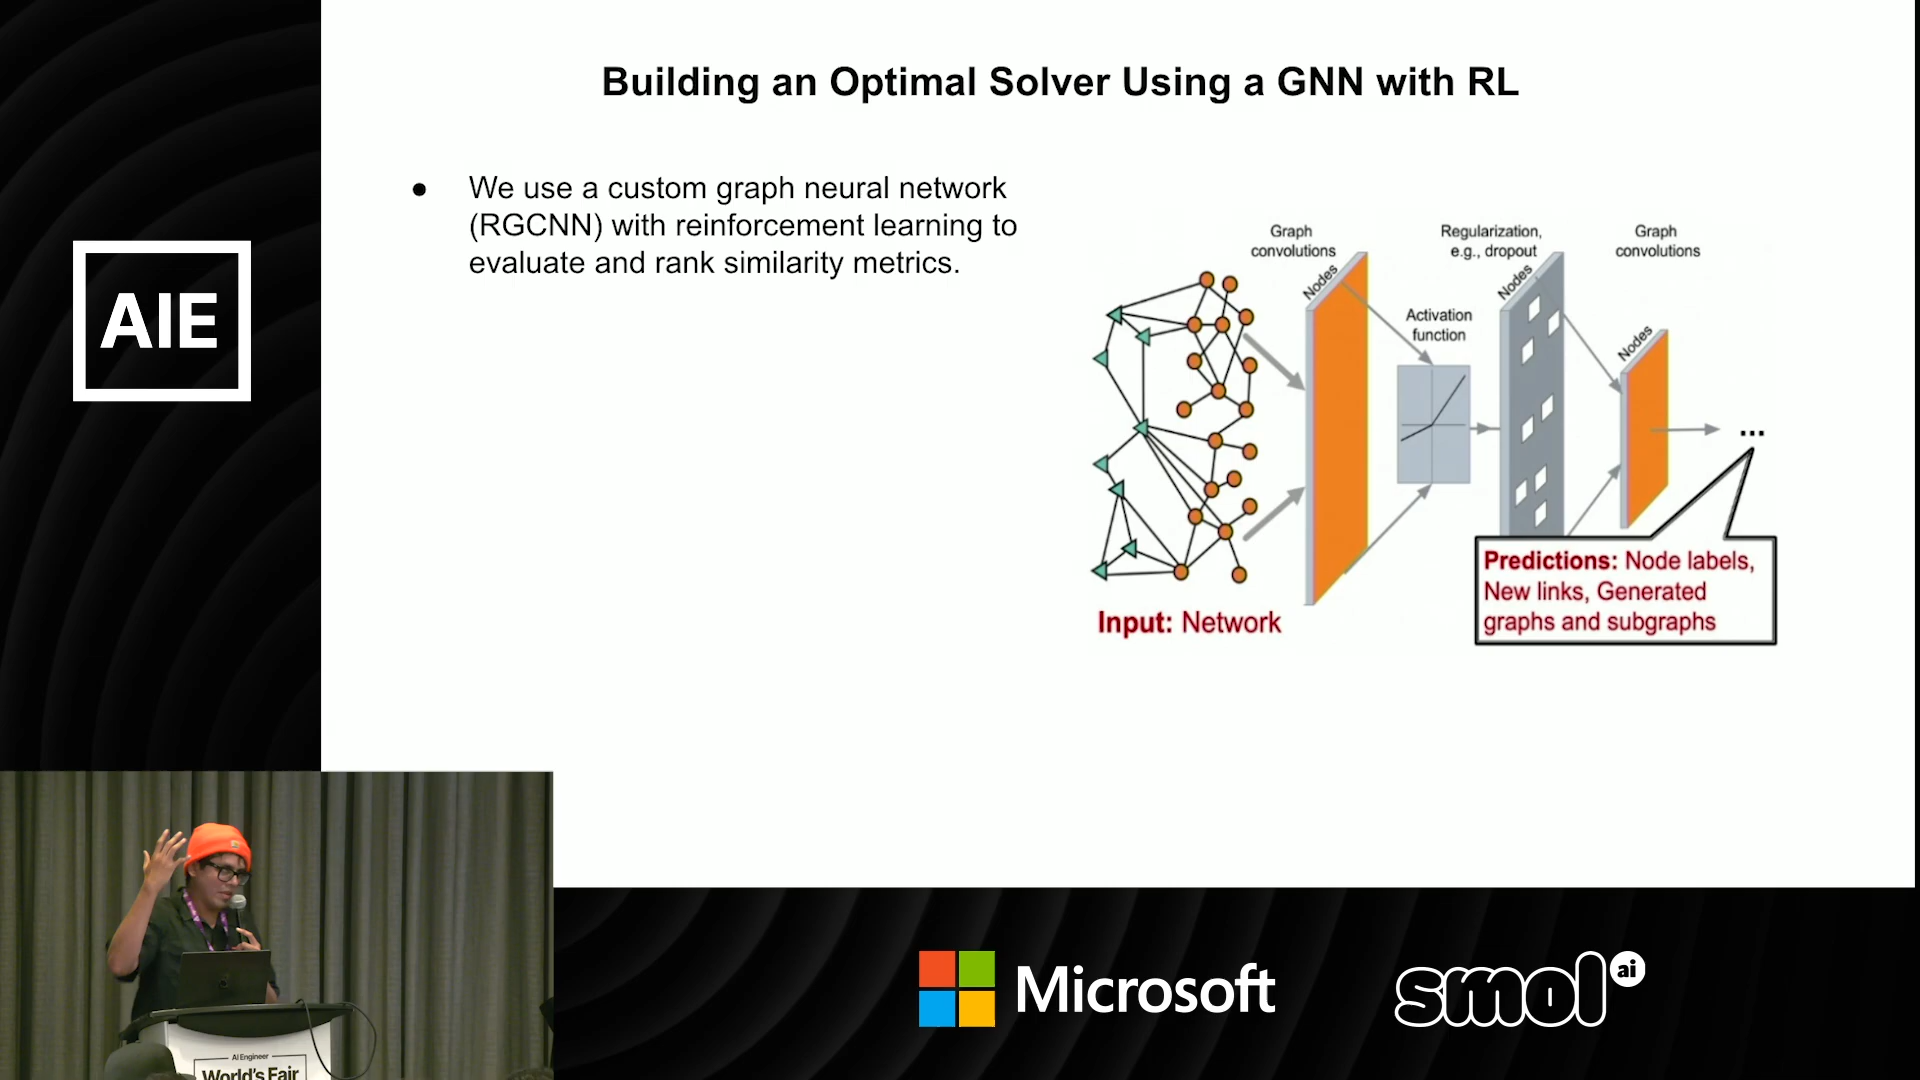 Building an Optimal Solver Using a GNN with RL
● We use a custom graph neural network
(RGCNN) with reinforcement learning to
evaluate and rank similarity metrics.
Graph
convolutions
Regularization,
e.g., dropout
Graph
convolutions
Nodes
Nodes
Activation
function
Nodes
...
Predictions: Node labels,
New links, Generated
graphs and subgraphs
Input: Network
AIE
AI Engineer
World's Fair
Microsoft
smol ai